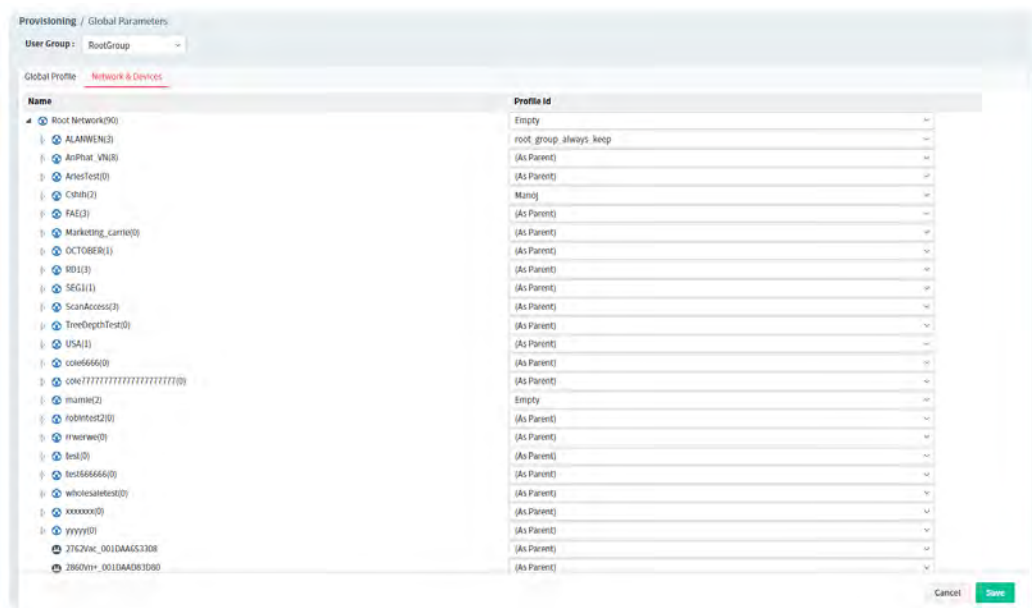 Provisioning / Global Parameters
User Group : RootGroup
Global Profile Network & Devices
Name Profile Id
Root Network(90) Empty
ALANWEN(3) root_group_always_keep
AnPhat_VN(8) (As Parent)
AriesTest(0) (As Parent)
Cshih(2) Manoj
FAE(3) (As Parent)
Marketing_carrie(0) (As Parent)
OCTOBER(1) (As Parent)
RD1(3) (As Parent)
SEG1(1) (As Parent)
ScanAccess(3) (As Parent)
TreeDepthTest(0) (As Parent)
USA(1) (As Parent)
cole6666(0) (As Parent)
(As Parent)
mamie(2) Empty
robintest2(0) (As Parent)
rrwerwe(0) (As Parent)
test(0) (As Parent)
test666666(0) (As Parent)
wholesaletest(0) (As Parent)
xxxxxxx(0) (As Parent)
yyyyy(0) (As Parent)
2762Vac_001DAA6533D8 (As Parent)
2860Vn+_001DAAD83D80 (As Parent)
Cancel Save